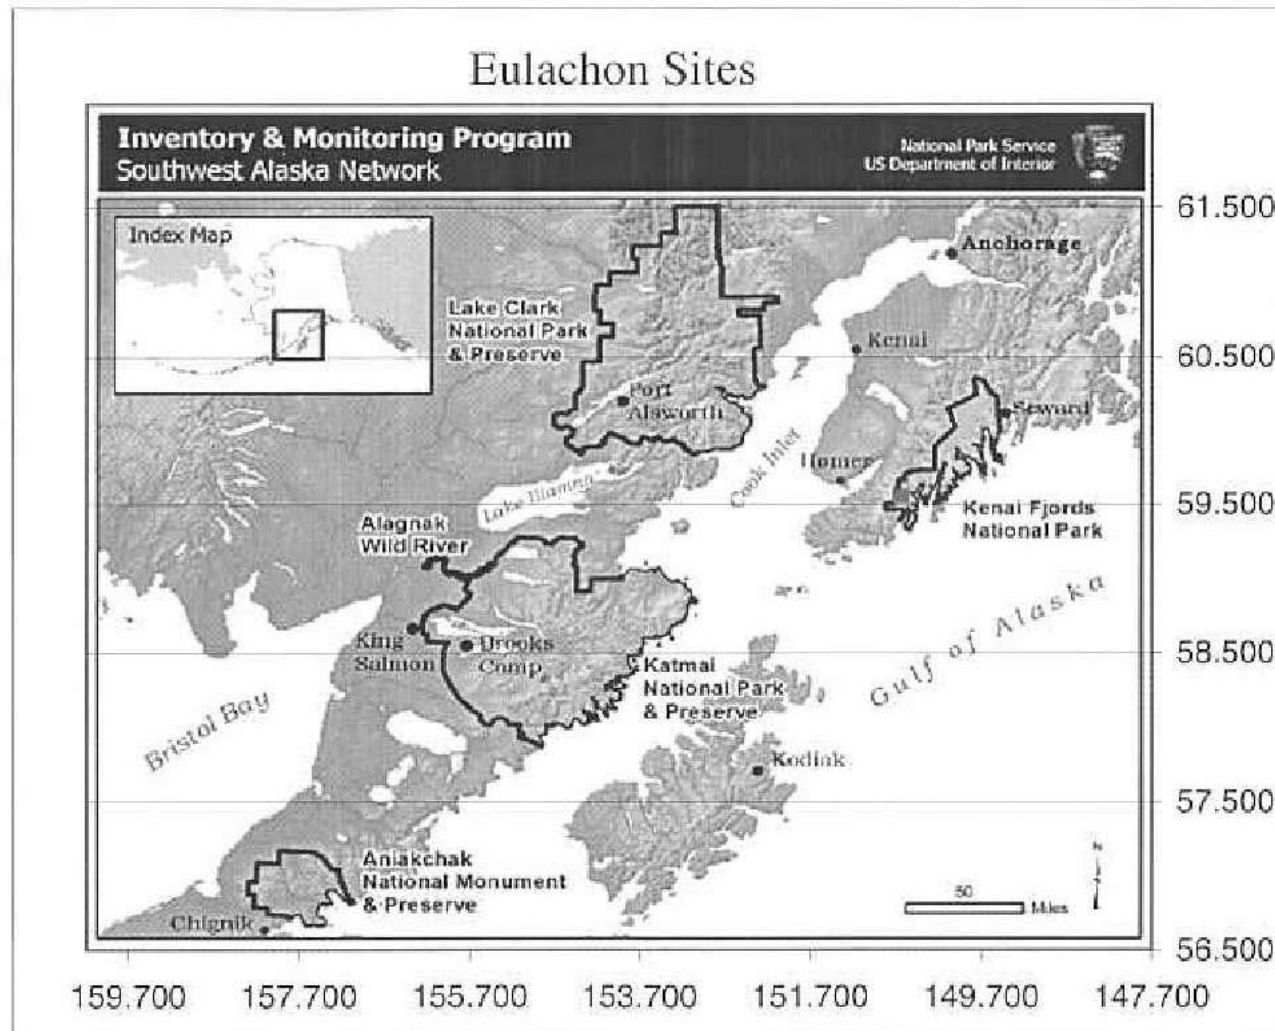 Eulachon Sites
Inventory & Monitoring Program
Southwest Alaska Network
National Park Service
US Department of Interior
Index Map
61.500
Anchorage
Lake Clark
National Park
& Preserve
Kenai
60.500
Port
Alsworth
Seward
Cook Inlet
Homer
Lake Iliamna
59.500
Kenai Fjords
National Park
Alagnak
Wild River
Gulf of Alaska
King
Salmon
Brooks
Camp
58.500
Katmai
National Park
& Preserve
Bristol Bay
Kodiak
57.500
Aniakchak
National Monument
& Preserve
Chignik
N
50
Miles
56.500
159.700 157.700 155.700 153.700 151.700 149.700 147.700